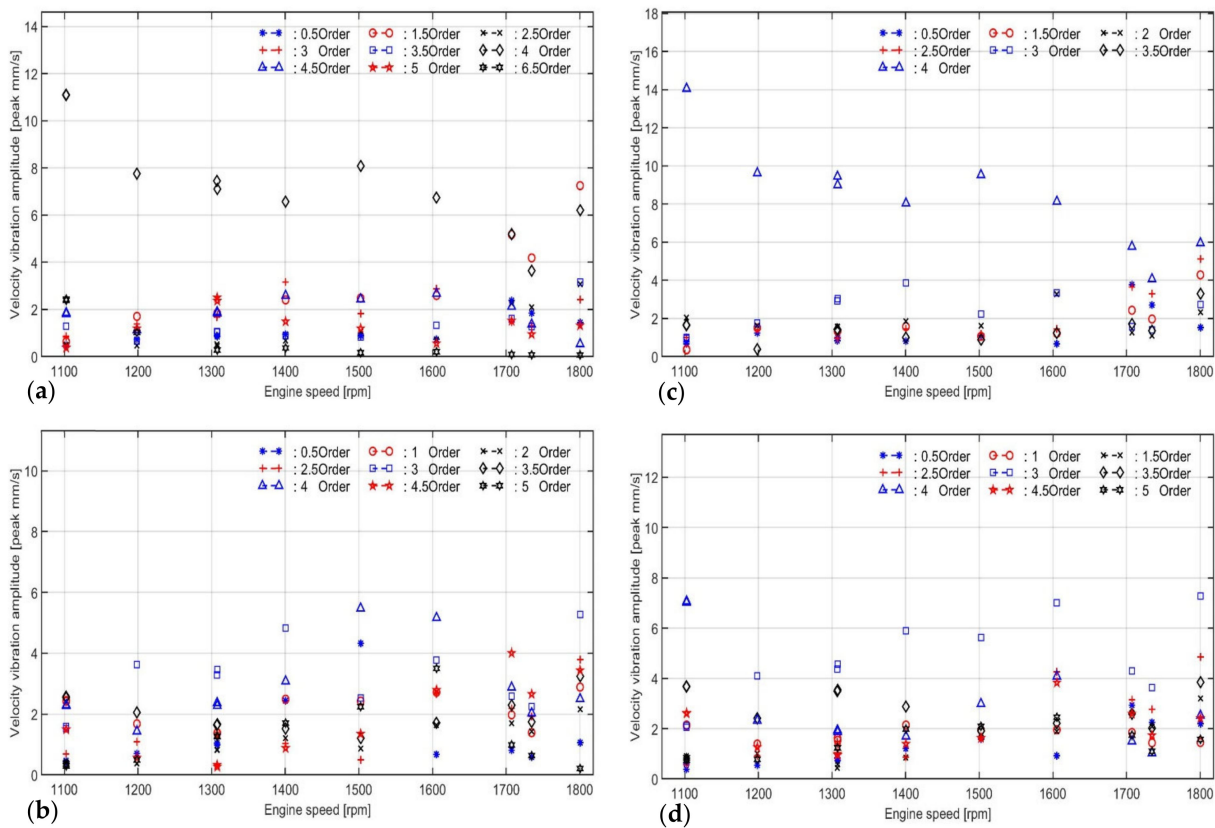 14
12
10
8
6
4
2
0
Velocity vibration amplitude [peak mm/s]
: 0.5Order : 1.5Order : 2.5Order
: 3 Order : 3.5Order : 4 Order
: 4.5Order : 5 Order : 6.5Order
1100 1200 1300 1400 1500 1600 1700 1800
Engine speed [rpm]
(a)
18
16
14
12
10
8
6
4
2
0
Velocity vibration amplitude [peak mm/s]
: 0.5Order : 1.5Order : 2 Order
: 2.5Order : 3 Order : 3.5Order
: 4 Order
1100 1200 1300 1400 1500 1600 1700 1800
Engine speed [rpm]
(c)
10
8
6
4
2
0
Velocity vibration amplitude [peak mm/s]
: 0.5Order : 1 Order : 2 Order
: 2.5Order : 3 Order : 3.5Order
: 4 Order : 4.5Order : 5 Order
1100 1200 1300 1400 1500 1600 1700 1800
Engine speed [rpm]
(b)
12
10
8
6
4
2
0
Velocity vibration amplitude [peak mm/s]
: 0.5Order : 1 Order : 1.5Order
: 2.5Order : 3 Order : 3.5Order
: 4 Order : 4.5Order : 5 Order
1100 1200 1300 1400 1500 1600 1700 1800
Engine speed [rpm]
(d)